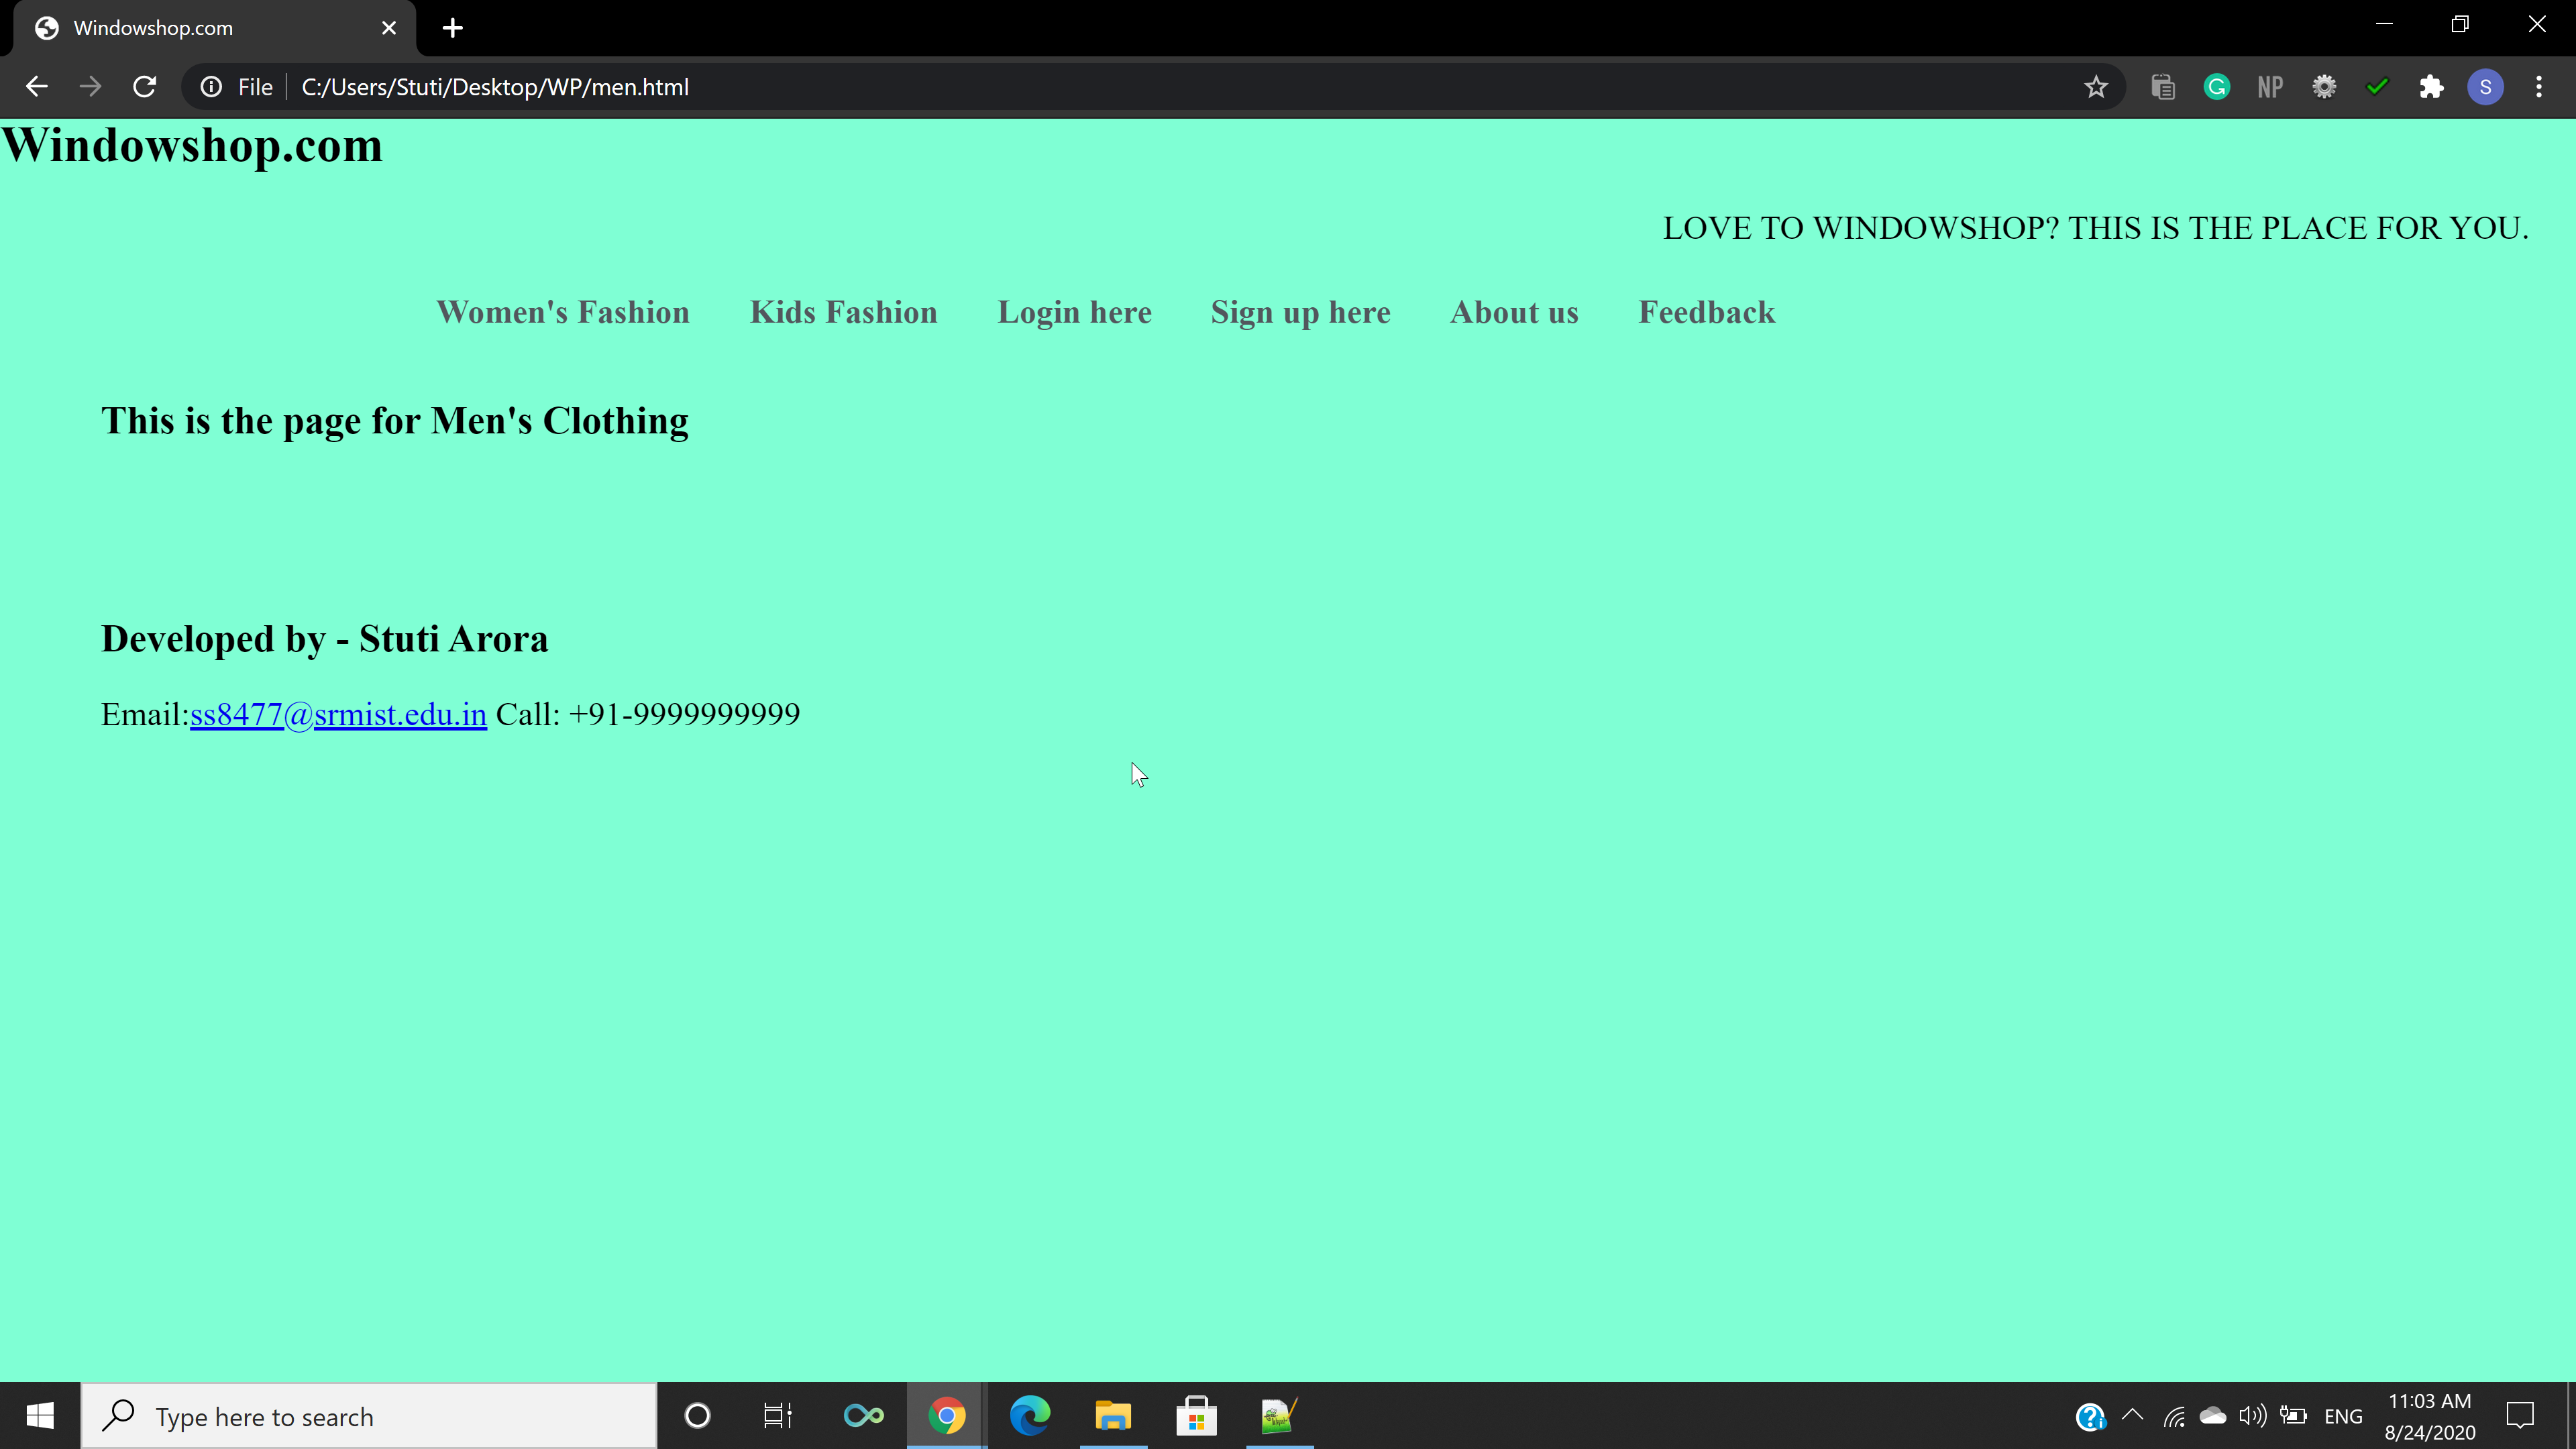 Windowshop.com
File
C:/Users/Stuti/Desktop/WP/men.html
NP
S
Windowshop.com
LOVE TO WINDOWSHOP? THIS IS THE PLACE FOR YOU.
Women's Fashion Kids Fashion Login here Sign up here About us Feedback
This is the page for Men's Clothing
Developed by - Stuti Arora
Email:ss8477@srmist.edu.in Call: +91-9999999999
Type here to search
ENG
11:03 AM
8/24/2020